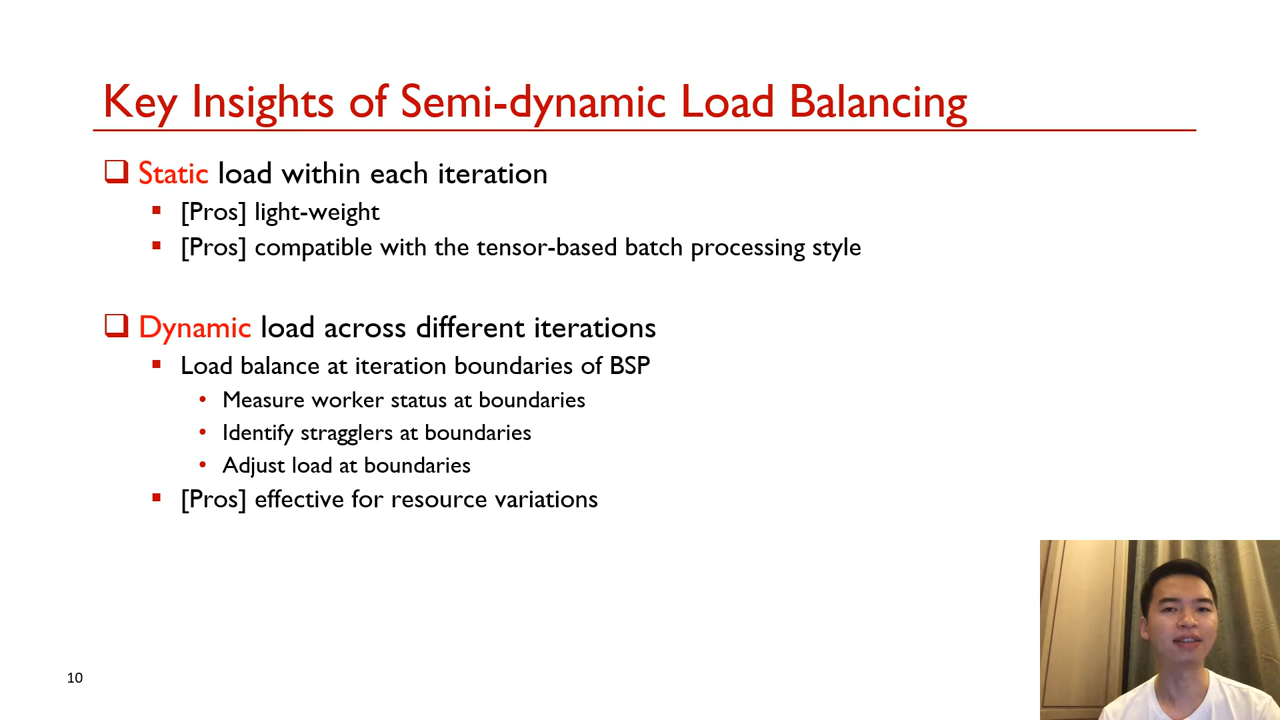 Key Insights of Semi-dynamic Load Balancing
Static load within each iteration
[Pros] light-weight
[Pros] compatible with the tensor-based batch processing style
Dynamic load across different iterations
Load balance at iteration boundaries of BSP
Measure worker status at boundaries
Identify stragglers at boundaries
Adjust load at boundaries
[Pros] effective for resource variations
10